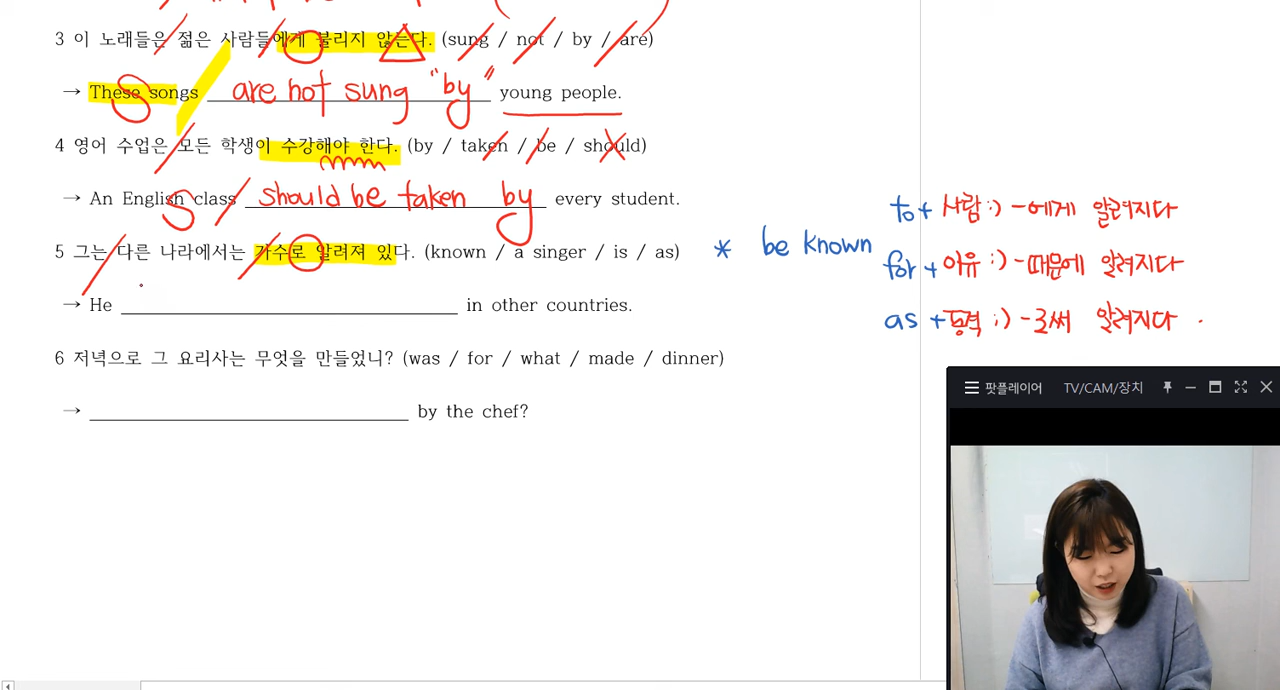 3 이 노래들은 젊은 사람들에게 불리지 않는다. (sung / not / by / are)
→ These songs are not sung "by" young people.
S
4 영어 수업은 모든 학생이 수강해야 한다. (by / taken / be / should)
→ An English class should be taken by every student.
S
to + 사람 :) -에게 알려지다
5 그는 다른 나라에서는 가수로 알려져 있다. (known / a singer / is / as)
* be known
for + 이유 :) -때문에 알려지다
→ He ____ in other countries.
as + 동격 :) -로써 알려지다
6 저녁으로 그 요리사는 무엇을 만들었니? (was / for / what / made / dinner)
팟플레이어 TV/CAM/장치
→ ____ by the chef?